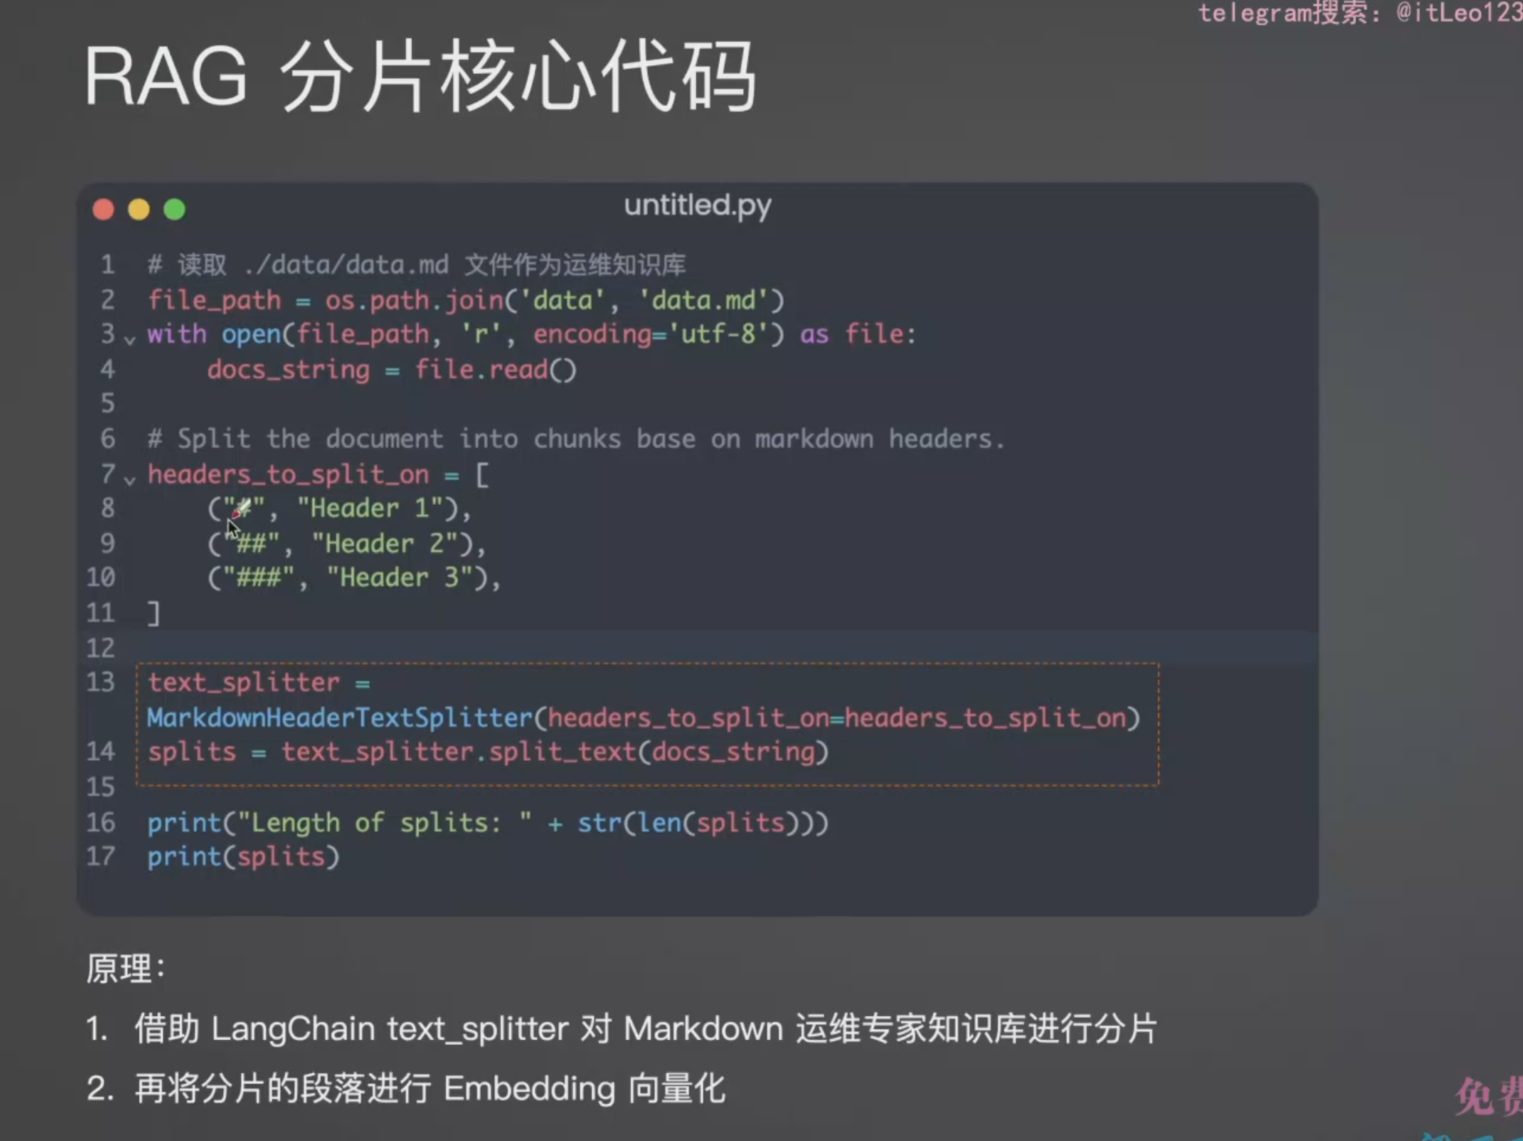 telegram搜索：@itLeo123
RAG 分片核心代码
untitled.py
1 # 读取 ./data/data.md 文件作为运维知识库
2 file_path = os.path.join('data', 'data.md')
3 with open(file_path, 'r', encoding='utf-8') as file:
4 docs_string = file.read()
5
6 # Split the document into chunks base on markdown headers.
7 headers_to_split_on = [
8 ("#", "Header 1"),
9 ("##", "Header 2"),
10 ("###", "Header 3"),
11 ]
12
13 text_splitter =
MarkdownHeaderTextSplitter(headers_to_split_on=headers_to_split_on)
14 splits = text_splitter.split_text(docs_string)
15
16 print("Length of splits: " + str(len(splits)))
17 print(splits)
原理：
1. 借助 LangChain text_splitter 对 Markdown 运维专家知识库进行分片
2. 再将分片的段落进行 Embedding 向量化
免费